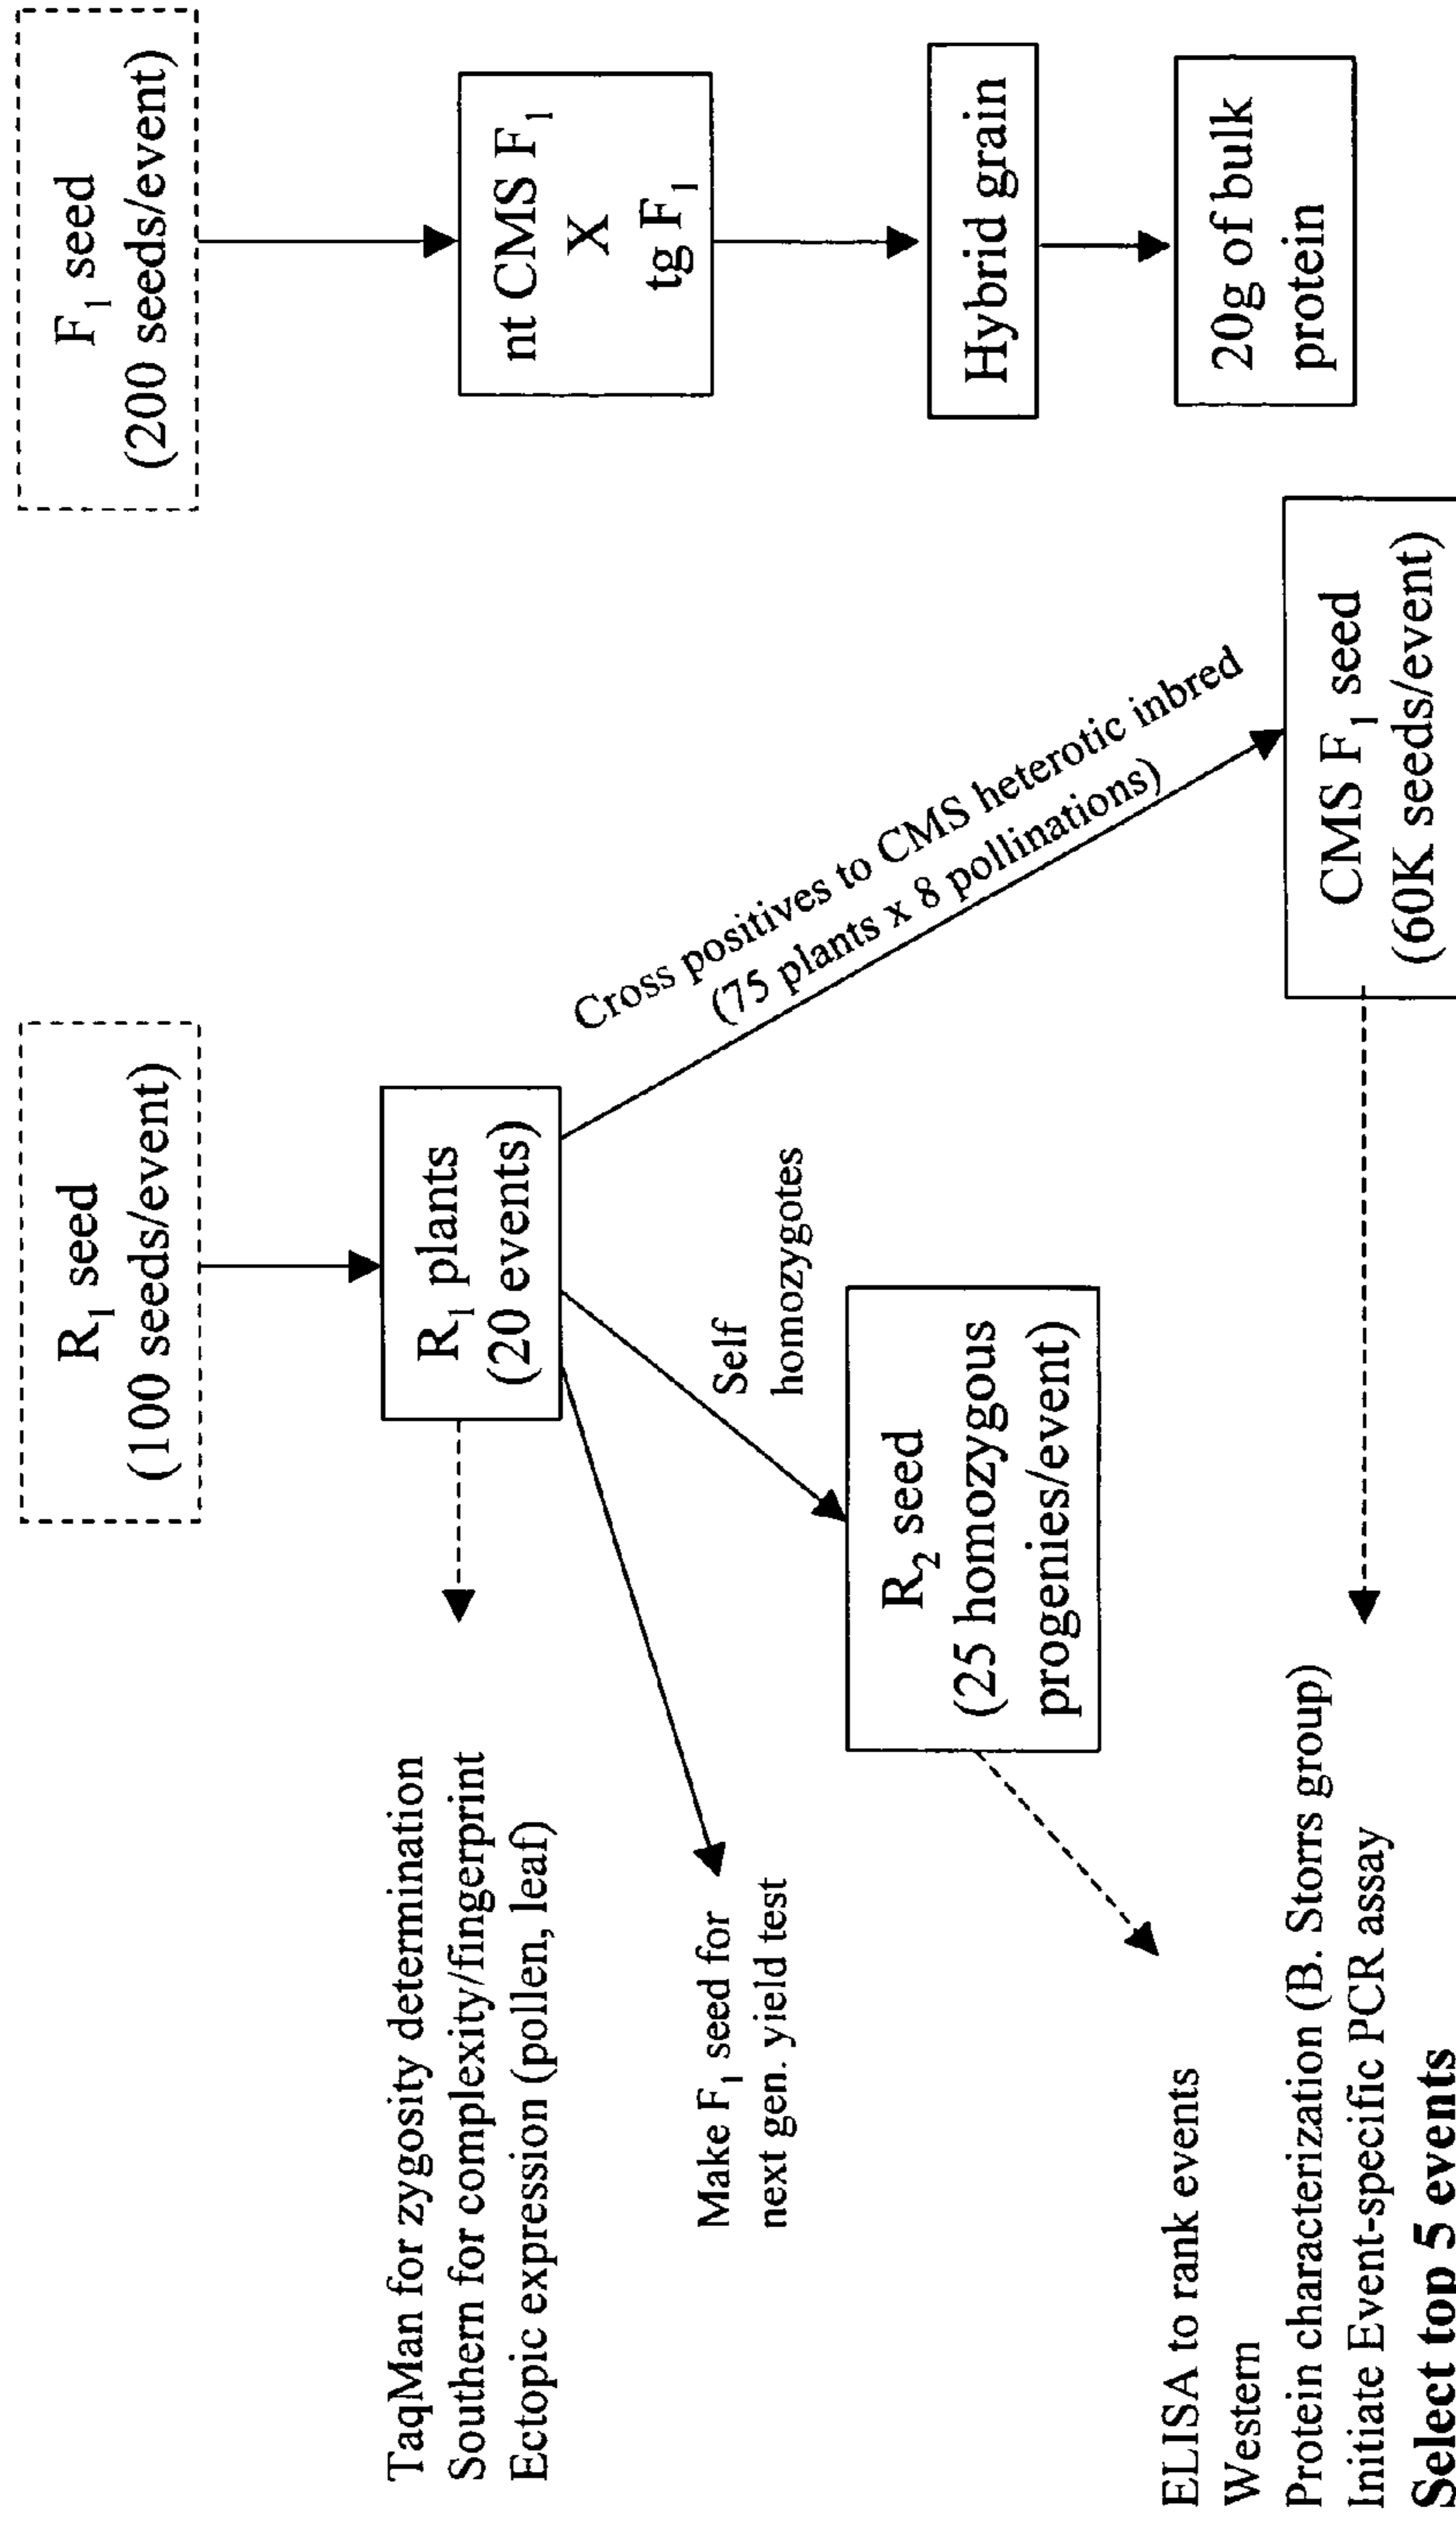 R₁ seed
(100 seeds/event)
F₁ seed
(200 seeds/event)
R₁ plants
(20 events)
nt CMS F₁
X
tg F₁
Hybrid grain
20g of bulk
protein
TaqMan for zygosity determination
Southern for complexity/fingerprint
Ectopic expression (pollen, leaf)
Make F₁ seed for
next gen. yield test
Self
homozygotes
Cross positives to CMS heterotic inbred
(75 plants x 8 pollinations)
R₂ seed
(25 homozygous
progenies/event)
CMS F₁ seed
(60K seeds/event)
ELISA to rank events
Western
Protein characterization (B. Storrs group)
Initiate Event-specific PCR assay
Select top 5 events